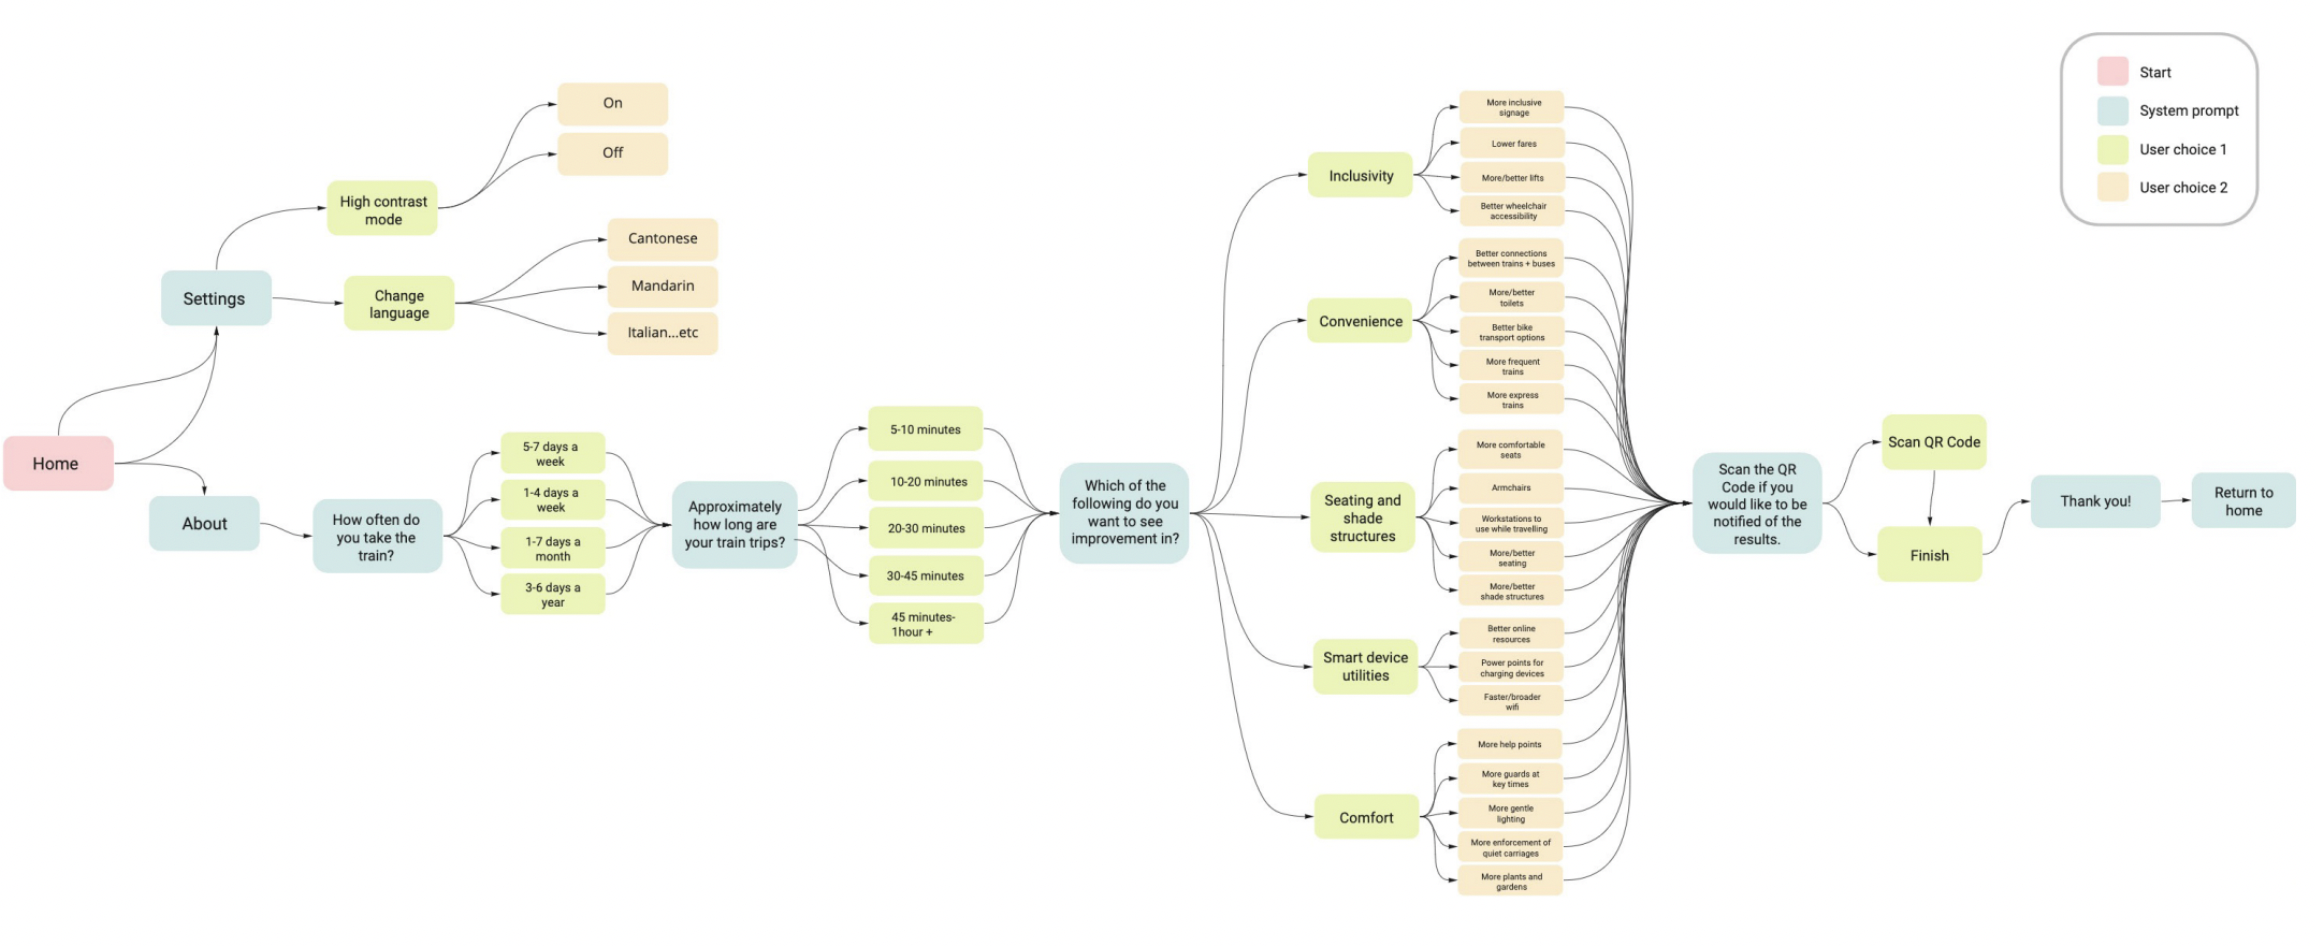 Start
System prompt
User choice 1
User choice 2
Home
Settings
High contrast
mode
On
Off
Change
language
Cantonese
Mandarin
Italian...etc
About
How often do
you take the
train?
5-7 days a
week
1-4 days a
week
1-7 days a
month
3-6 days a
year
Approximately
how long are
your train trips?
5-10 minutes
10-20 minutes
20-30 minutes
30-45 minutes
45 minutes-
1hour +
Which of the
following do you
want to see
improvement in?
Inclusivity
More inclusive
signage
Lower fares
More/better lifts
Better wheelchair
accessibility
Convenience
Better connections
between trains + buses
More/better
toilets
Better bike
transport options
More frequent
trains
More express
trains
Seating and
shade
structures
More comfortable
seats
Armchairs
Workstations to
use while travelling
More/better
seating
More/better
shade structures
Smart device
utilities
Better online
resources
Power points for
charging devices
Faster/broader
wifi
Comfort
More help points
More guards at
key times
More gentle
lighting
More enforcement of
quiet carriages
More plants and
gardens
Scan the QR
Code if you
would like to be
notified of the
results.
Scan QR Code
Finish
Thank you!
Return to
home